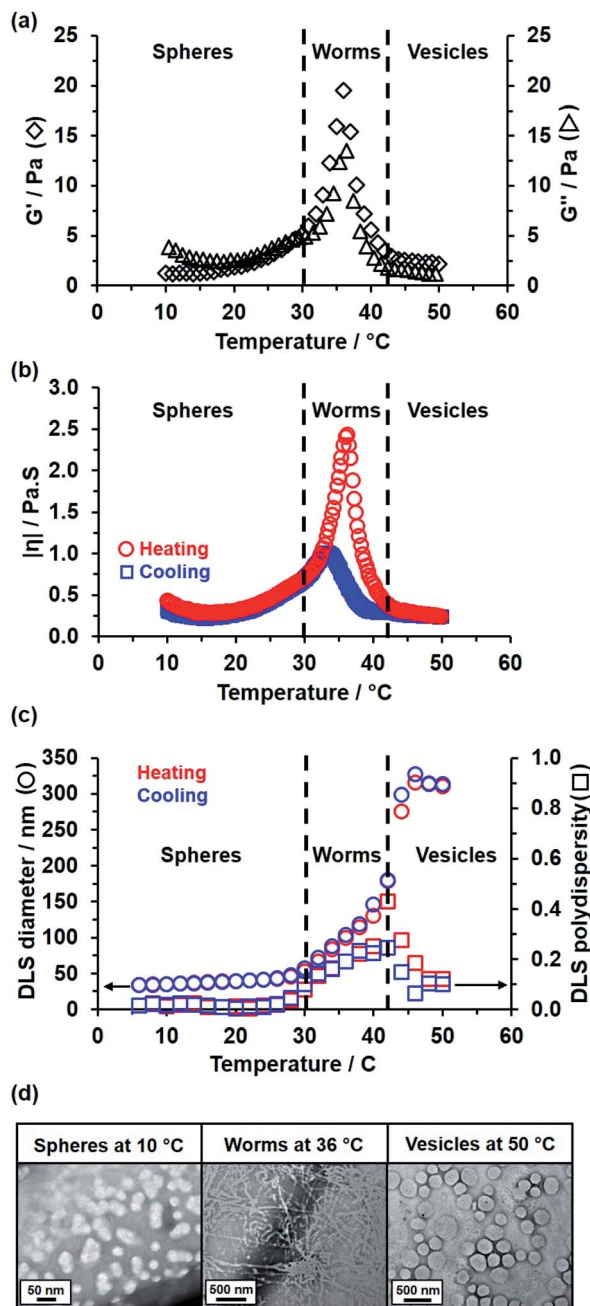 (a)
25
20
15
10
5
0
G' / Pa (◇)
Spheres
Worms
Vesicles
25
20
15
10
5
0
G'' / Pa (△)
0 10 20 30 40 50 60
Temperature / °C
(b)
3.0
2.5
2.0
1.5
1.0
0.5
0.0
|η| / Pa.S
Spheres
Worms
Vesicles
Heating
Cooling
0 10 20 30 40 50 60
Temperature / °C
(c)
350
300
250
200
150
100
50
0
DLS diameter / nm (○)
Heating
Cooling
Spheres
Worms
Vesicles
1.0
0.8
0.6
0.4
0.2
0.0
DLS polydispersity (□)
0 10 20 30 40 50 60
Temperature / C
(d)
Spheres at 10 °C
Worms at 36 °C
Vesicles at 50 °C
50 nm
500 nm
500 nm